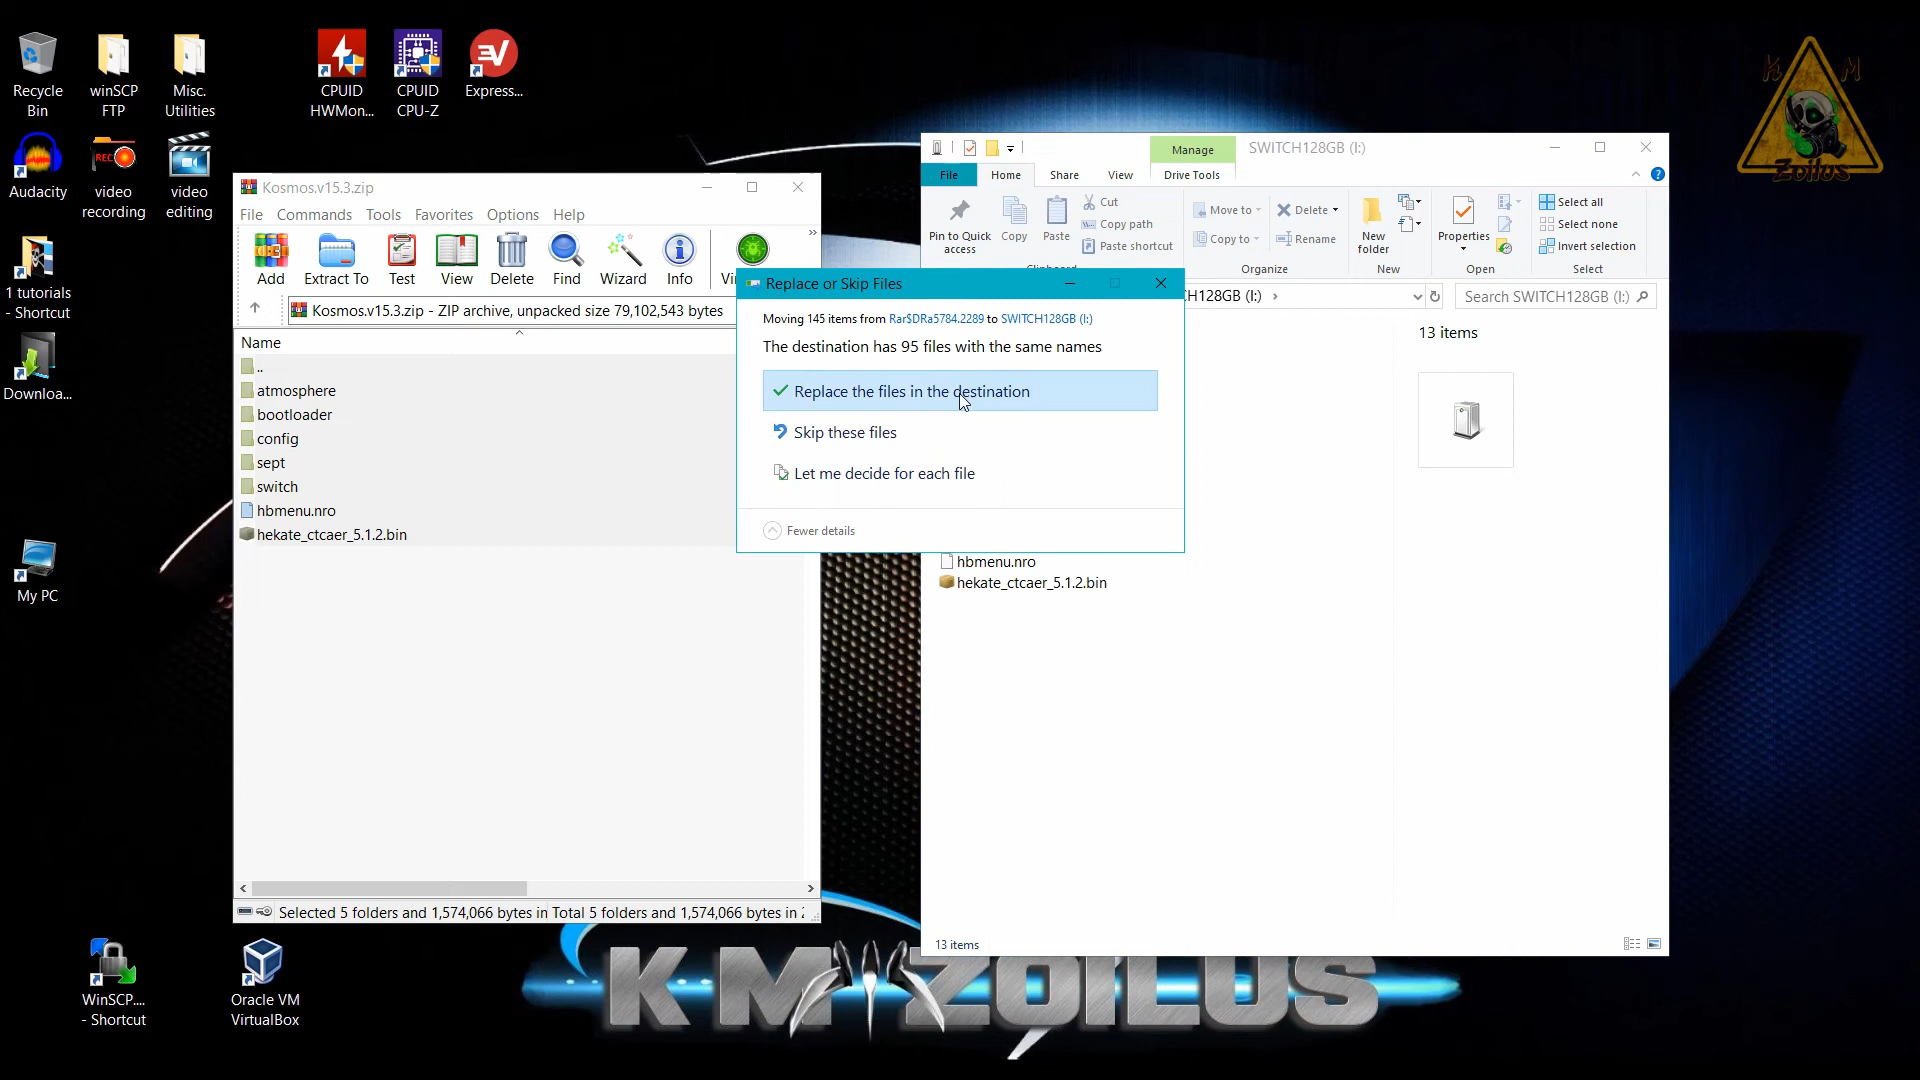 Recycle
Bin
winSCP
FTP
Misc.
Utilities
CPUID
HWMon...
CPUID
CPU-Z
Express...
Audacity
REC
video
recording
video
editing
1 tutorials
- Shortcut
Downloa...
My PC
WinSCP....
- Shortcut
Oracle VM
VirtualBox
K M
Zoilus
Kosmos.v15.3.zip
File Commands Tools Favorites Options Help
Add Extract To Test View Delete Find Wizard Info
Kosmos.v15.3.zip - ZIP archive, unpacked size 79,102,543 bytes
Name
..
atmosphere
bootloader
config
sept
switch
hbmenu.nro
hekate_ctcaer_5.1.2.bin
Selected 5 folders and 1,574,066 bytes in Total 5 folders and 1,574,066 bytes in
Manage SWITCH128GB (I:)
File Home Share View Drive Tools
Pin to Quick
access
Copy
Paste
Cut
Copy path
Paste shortcut
Move to
Copy to
Delete
Rename
New
folder
Properties
Select all
Select none
Invert selection
Organize New Open Select
H128GB (I:) Search SWITCH128GB (I:)
13 items
hbmenu.nro
hekate_ctcaer_5.1.2.bin
13 items
Replace or Skip Files
Moving 145 items from Rar$DRa5784.2289 to SWITCH128GB (I:)
The destination has 95 files with the same names
Replace the files in the destination
Skip these files
Let me decide for each file
Fewer details
KM ZOILUS